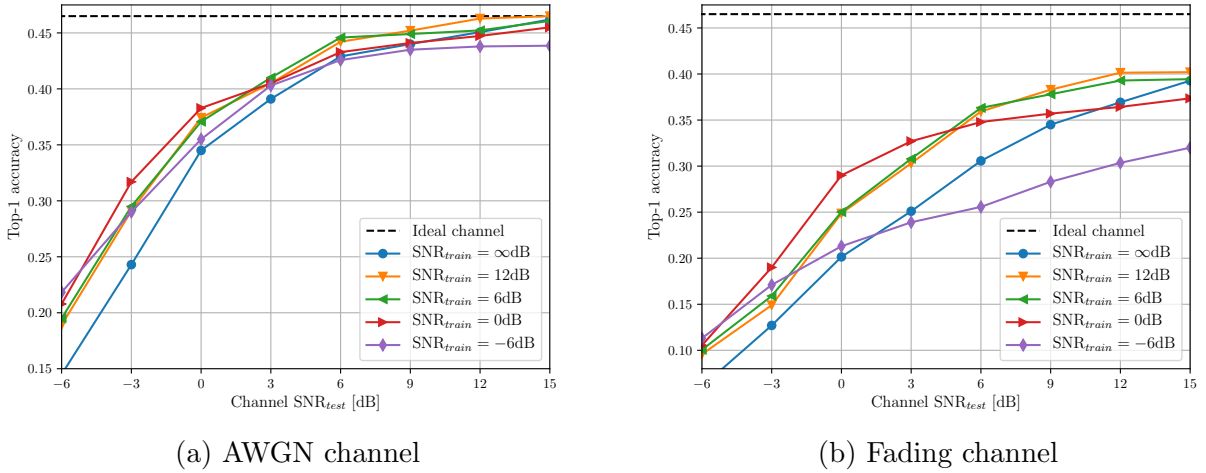 0.45
0.40
0.35
0.30
0.25
0.20
0.15
Top-1 accuracy
−6 −3 0 3 6 9 12 15
Channel SNR_test [dB]
Ideal channel
SNR_train = ∞dB
SNR_train = 12dB
SNR_train = 6dB
SNR_train = 0dB
SNR_train = −6dB
(a) AWGN channel
0.45
0.40
0.35
0.30
0.25
0.20
0.15
0.10
Top-1 accuracy
−6 −3 0 3 6 9 12 15
Channel SNR_test [dB]
Ideal channel
SNR_train = ∞dB
SNR_train = 12dB
SNR_train = 6dB
SNR_train = 0dB
SNR_train = −6dB
(b) Fading channel